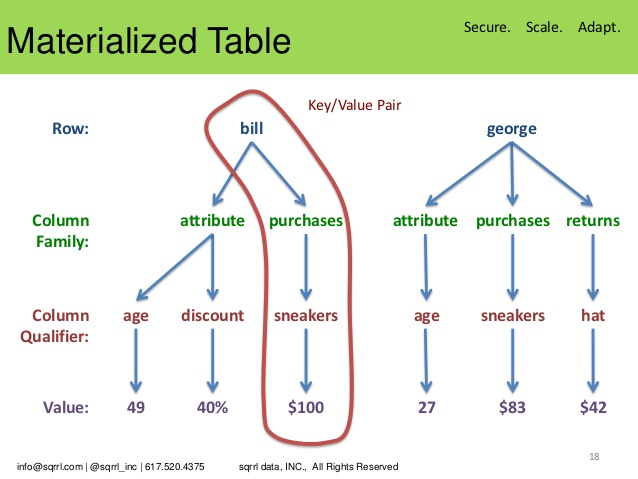 Materialized Table
Secure. Scale. Adapt.
Key/Value Pair
Row: bill george
Column Family: attribute purchases attribute purchases returns
Column Qualifier: age discount sneakers age sneakers hat
Value: 49 40% $100 27 $83 $42
18
info@sqrrl.com | @sqrrl_inc | 617.520.4375 sqrrl data, INC., All Rights Reserved